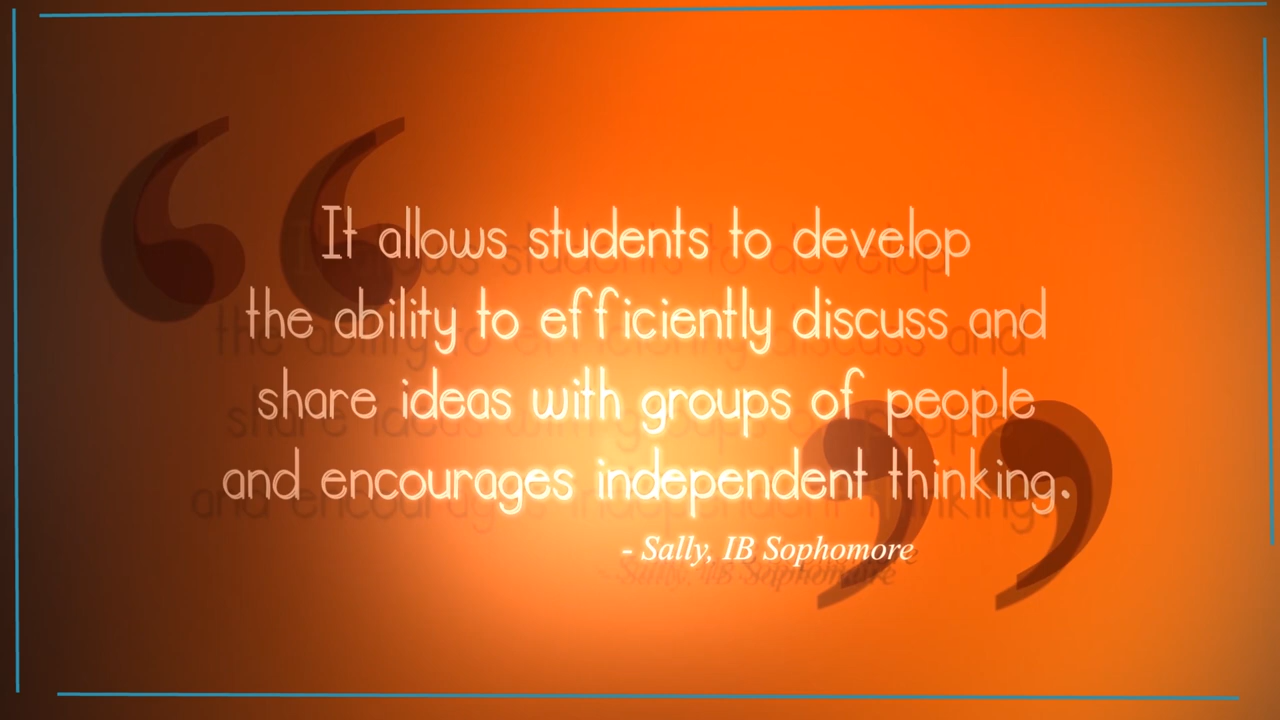 It allows students to develop
the ability to efficiently discuss and
share ideas with groups of people
and encourages independent thinking.
- Sally, IB Sophomore